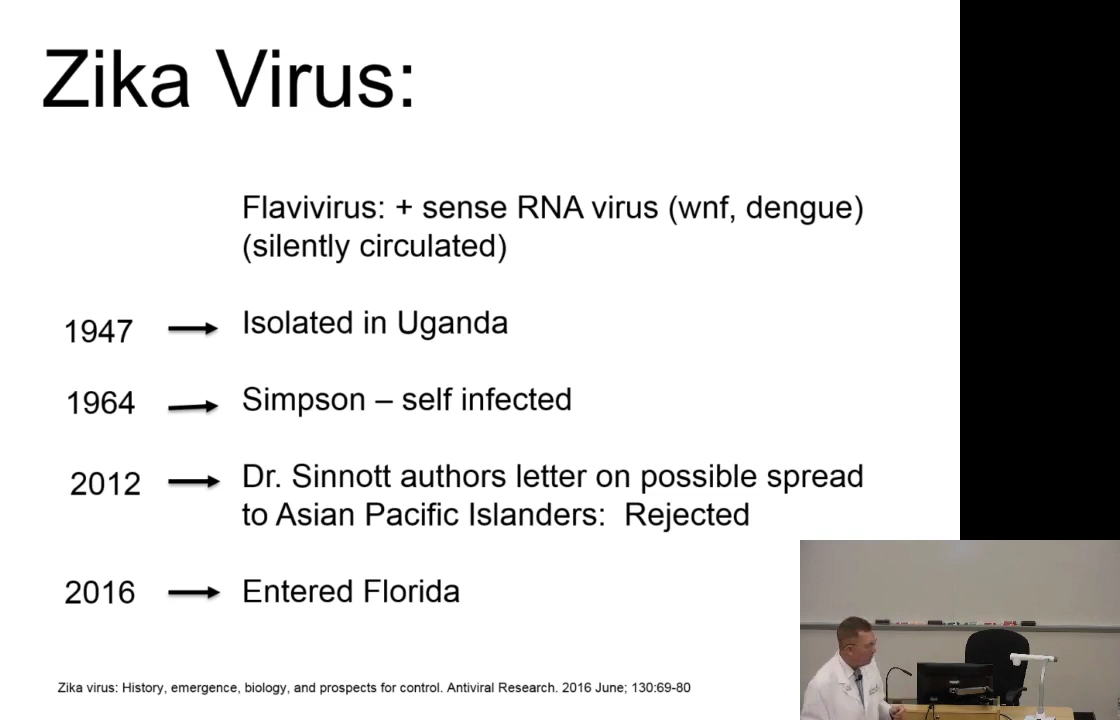 Zika Virus:
Flavivirus: + sense RNA virus (wnf, dengue)
(silently circulated)
1947 Isolated in Uganda
1964 Simpson – self infected
2012 Dr. Sinnott authors letter on possible spread
to Asian Pacific Islanders: Rejected
2016 Entered Florida
Zika virus: History, emergence, biology, and prospects for control. Antiviral Research. 2016 June; 130:69-80